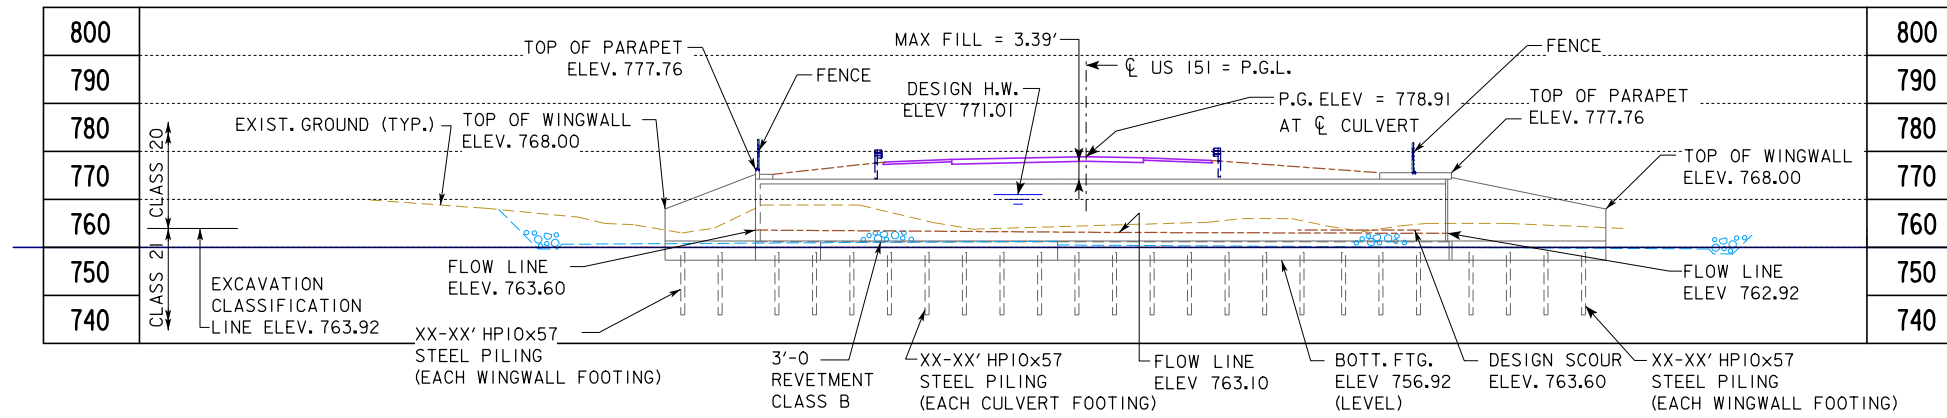 800
790
780
770
760
750
740
CLASS 20
CLASS 21
TOP OF PARAPET
ELEV. 777.76
FENCE
EXIST. GROUND (TYP.)
TOP OF WINGWALL
ELEV. 768.00
MAX FILL = 3.39'
℄ US 151 = P.G.L.
DESIGN H.W.
ELEV 771.01
P.G. ELEV = 778.91
AT ℄ CULVERT
FENCE
TOP OF PARAPET
ELEV. 777.76
TOP OF WINGWALL
ELEV. 768.00
EXCAVATION
CLASSIFICATION
LINE ELEV. 763.92
FLOW LINE
ELEV. 763.60
XX-XX' HP10x57
STEEL PILING
(EACH WINGWALL FOOTING)
3'-0
REVETMENT
CLASS B
XX-XX' HP10x57
STEEL PILING
(EACH CULVERT FOOTING)
FLOW LINE
ELEV 763.10
BOTT. FTG.
ELEV 756.92
(LEVEL)
DESIGN SCOUR
ELEV. 763.60
FLOW LINE
ELEV 762.92
XX-XX' HP10x57
STEEL PILING
(EACH WINGWALL FOOTING)
800
790
780
770
760
750
740